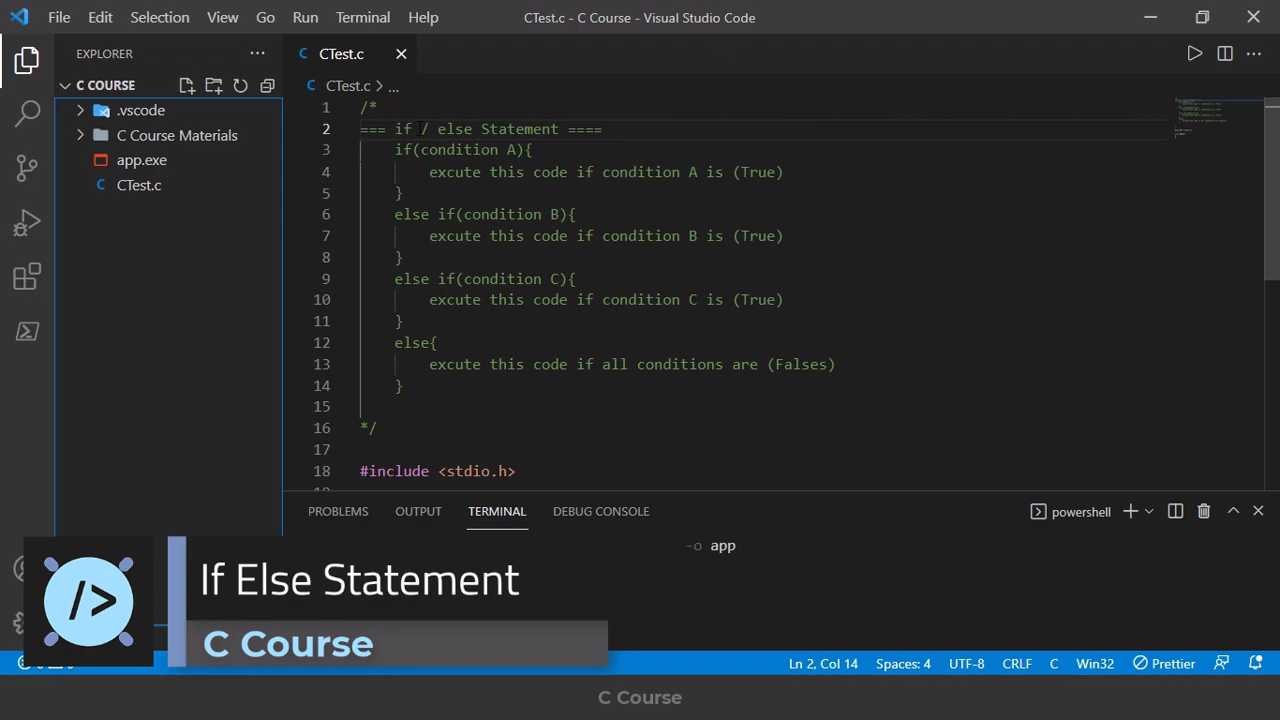 File Edit Selection View Go Run Terminal Help CTest.c - C Course - Visual Studio Code
EXPLORER
C COURSE
.vscode
C Course Materials
app.exe
C CTest.c
C CTest.c
C CTest.c > ...
1 /*
2 === if / else Statement ====
3 if(condition A){
4 excute this code if condition A is (True)
5 }
6 else if(condition B){
7 excute this code if condition B is (True)
8 }
9 else if(condition C){
10 excute this code if condition C is (True)
11 }
12 else{
13 excute this code if all conditions are (Falses)
14 }
15
16 */
17
18 #include <stdio.h>
PROBLEMS OUTPUT TERMINAL DEBUG CONSOLE powershell
-o app
/>
If Else Statement
C Course
Ln 2, Col 14 Spaces: 4 UTF-8 CRLF C Win32 Prettier
C Course